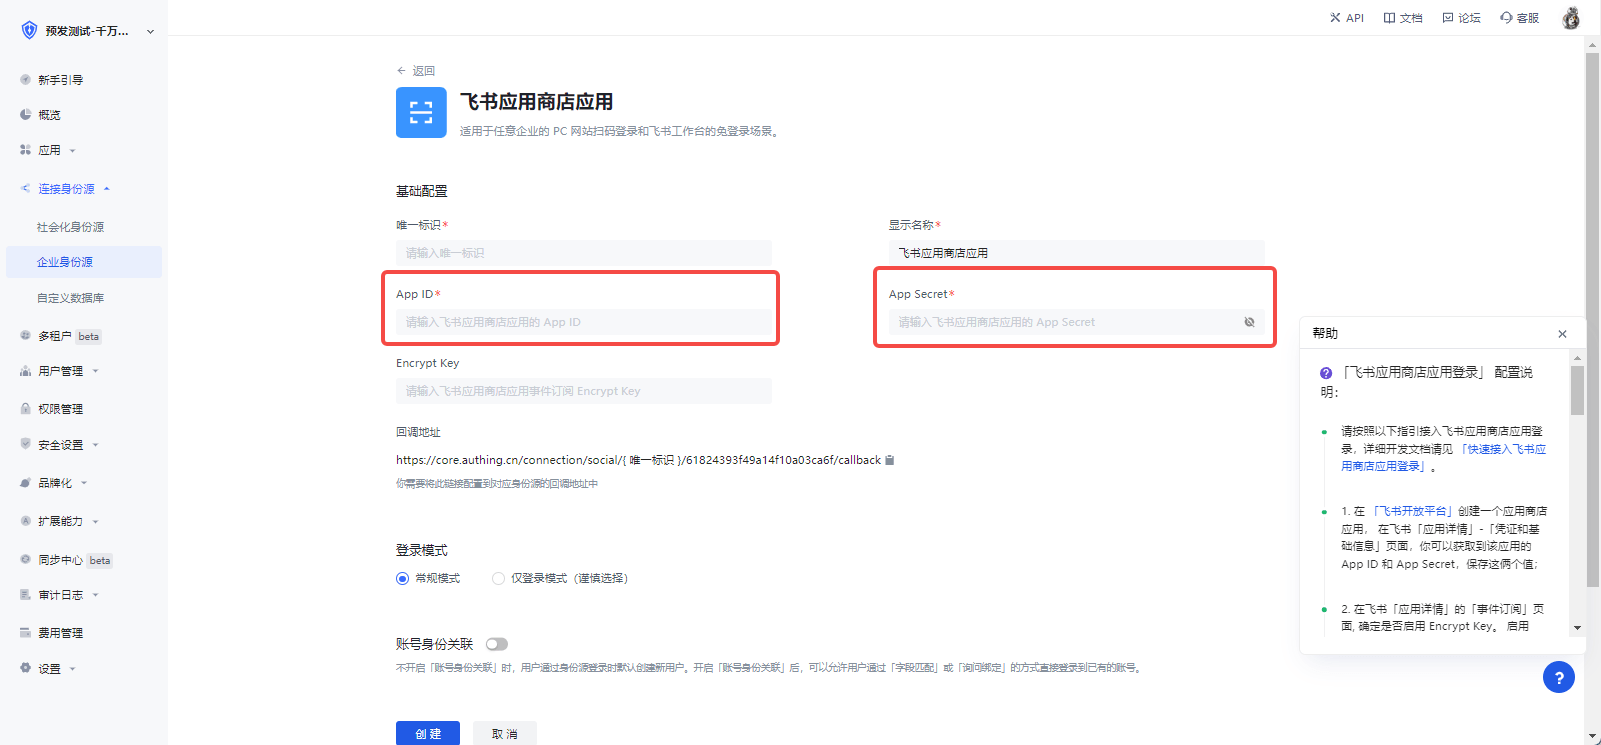 预发测试-千万...
API
文档
论坛
客服
新手引导
概览
应用
连接身份源
社会化身份源
企业身份源
自定义数据库
多租户 beta
用户管理
权限管理
安全设置
品牌化
扩展能力
同步中心 beta
审计日志
费用管理
设置
返回
飞书应用商店应用
适用于任意企业的 PC 网站扫码登录和飞书工作台的免登录场景。
基础配置
唯一标识*
请输入唯一标识
显示名称*
飞书应用商店应用
App ID*
请输入飞书应用商店应用的 App ID
App Secret*
请输入飞书应用商店应用的 App Secret
Encrypt Key
请输入飞书应用商店应用事件订阅 Encrypt Key
回调地址
https://core.authing.cn/connection/social/{ 唯一标识 }/61824393f49a14f10a03ca6f/callback
你需要将此链接配置到对应身份源的回调地址中
登录模式
常规模式
仅登录模式（谨慎选择）
账号身份关联
不开启「账号身份关联」时，用户通过身份源登录时默认创建新用户。开启「账号身份关联」后，可以允许用户通过「字段匹配」或「询问绑定」的方式直接登录到已有的账号。
创 建
取 消
帮助
「飞书应用商店应用登录」 配置说
明：
请按照以下指引接入飞书应用商店应用登
录，详细开发文档请见 「快速接入飞书应
用商店应用登录」。
1. 在 「飞书开放平台」创建一个应用商店
应用， 在飞书「应用详情」-「凭证和基
础信息」页面，你可以获取到该应用的
App ID 和 App Secret，保存这俩个值；
2. 在飞书「应用详情」的「事件订阅」页
面, 确定是否启用 Encrypt Key。 启用
?